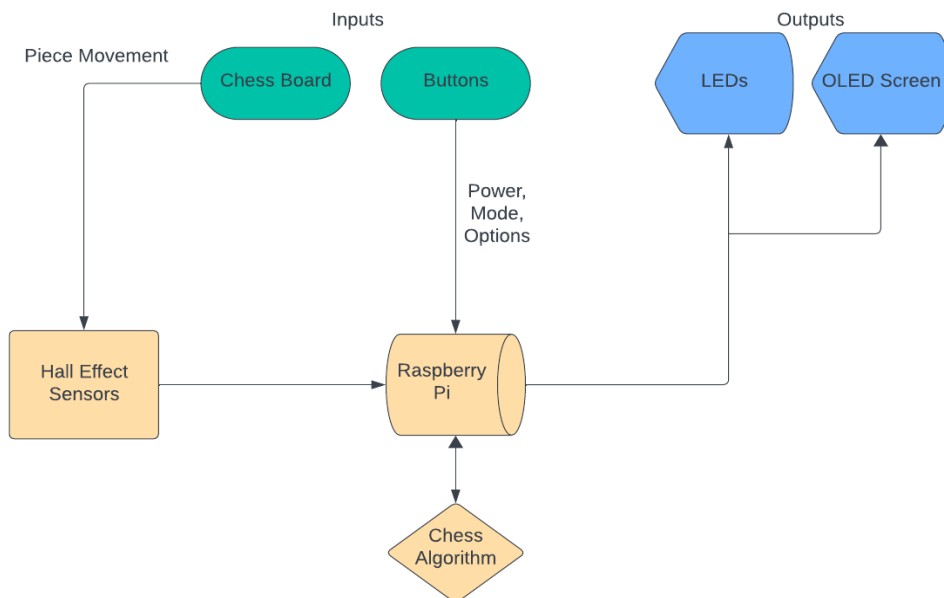 Inputs
Outputs
Piece Movement
Chess Board
Buttons
LEDs
OLED Screen
Power,
Mode,
Options
Hall Effect
Sensors
Raspberry
Pi
Chess
Algorithm